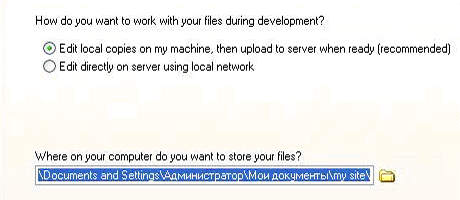 How do you want to work with your files during development?
Edit local copies on my machine, then upload to server when ready (recommended)
Edit directly on server using local network
Where on your computer do you want to store your files?
\Documents and Settings\Администратор\Мои документы\my site\